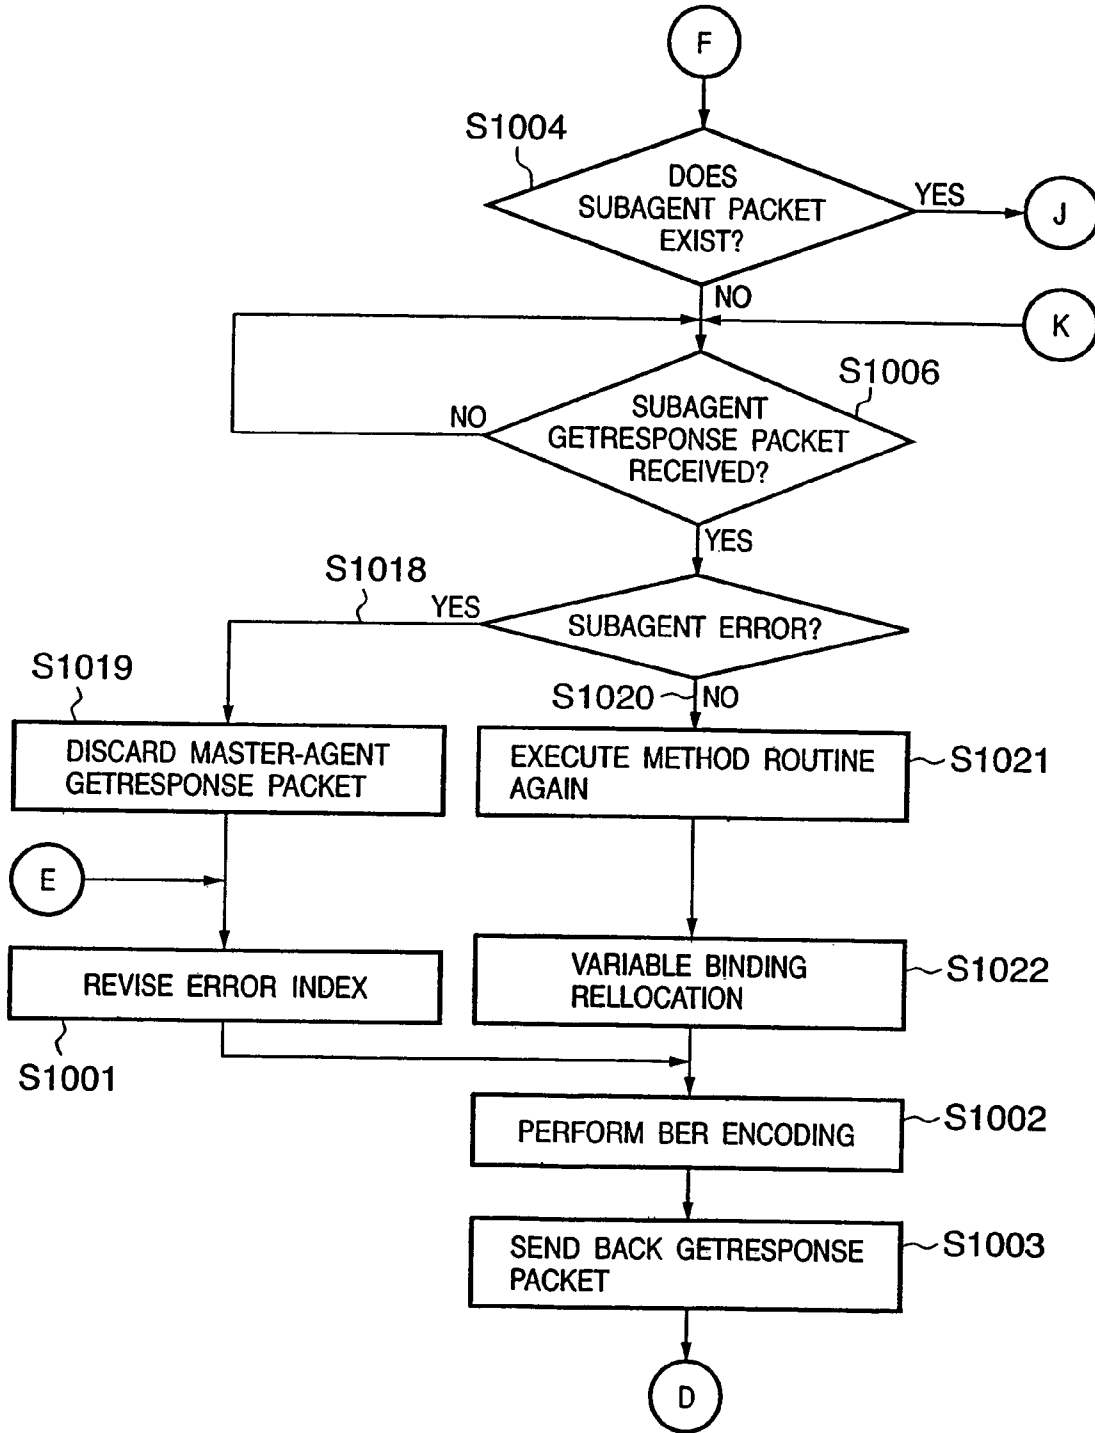 F
S1004
DOES
SUBAGENT PACKET
EXIST?
YES
J
NO
K
S1006
SUBAGENT
GETRESPONSE PACKET
RECEIVED?
NO
YES
S1018
YES
SUBAGENT ERROR?
S1019
S1020
NO
DISCARD MASTER-AGENT
GETRESPONSE PACKET
EXECUTE METHOD ROUTINE
AGAIN
S1021
E
REVISE ERROR INDEX
VARIABLE BINDING
RELLOCATION
S1022
S1001
PERFORM BER ENCODING
S1002
SEND BACK GETRESPONSE
PACKET
S1003
D